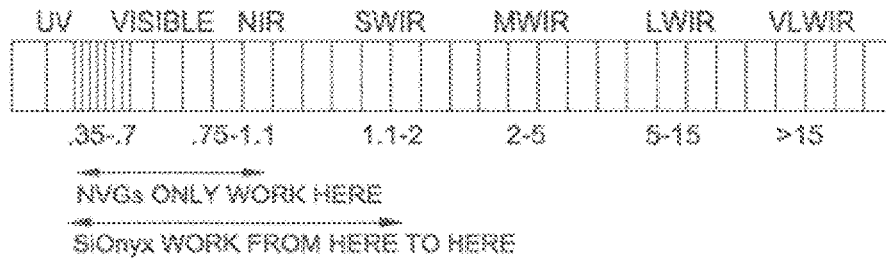 UV VISIBLE NIR SWIR MWIR LWIR VLWIR
.35-.7 .75-1.1 1.1-2 2-5 5-15 >15
NVGs ONLY WORK HERE
SiOnyx WORK FROM HERE TO HERE